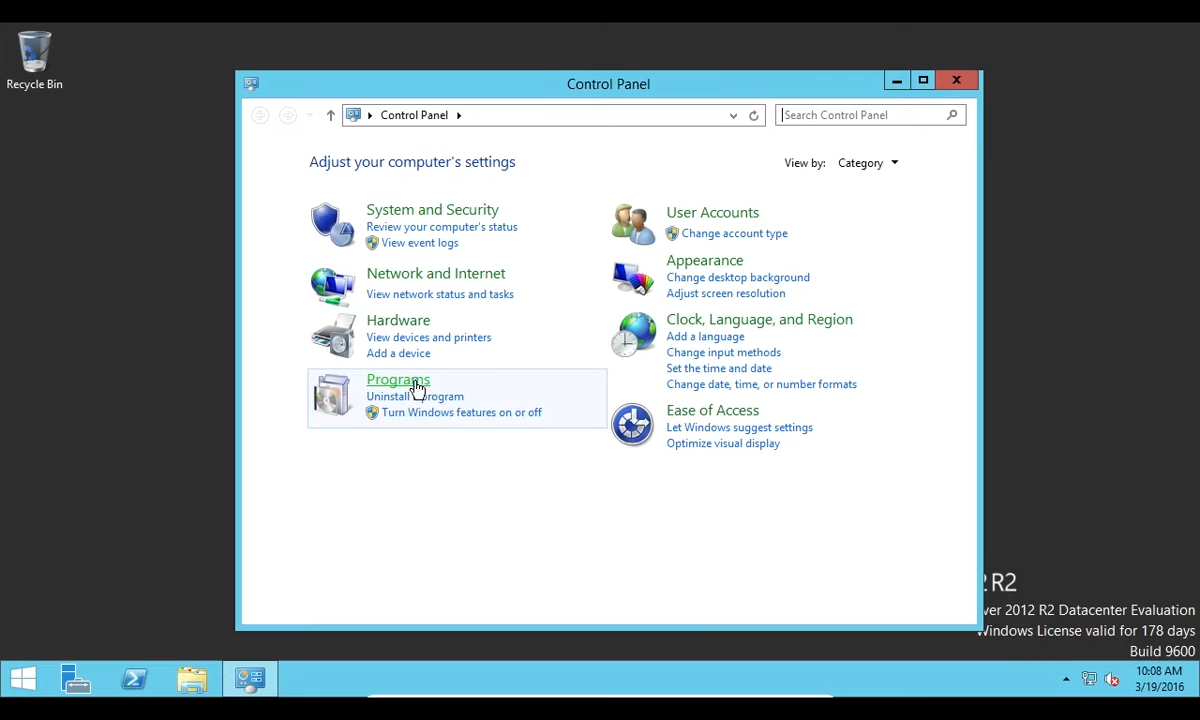 Recycle Bin
Control Panel
Control Panel
Search Control Panel
Adjust your computer's settings
View by: Category
System and Security
Review your computer's status
View event logs
Network and Internet
View network status and tasks
Hardware
View devices and printers
Add a device
Programs
Uninstall program
Turn Windows features on or off
User Accounts
Change account type
Appearance
Change desktop background
Adjust screen resolution
Clock, Language, and Region
Add a language
Change input methods
Set the time and date
Change date, time, or number formats
Ease of Access
Let Windows suggest settings
Optimize visual display
R2
ver 2012 R2 Datacenter Evaluation
Windows License valid for 178 days
Build 9600
10:08 AM
3/19/2016